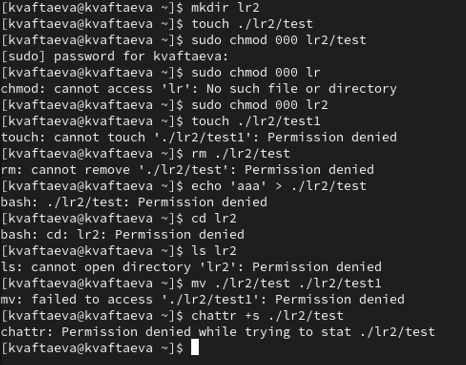 [kvaftaeva@kvaftaeva ~]$ mkdir lr2
[kvaftaeva@kvaftaeva ~]$ touch ./lr2/test
[kvaftaeva@kvaftaeva ~]$ sudo chmod 000 lr2/test
[sudo] password for kvaftaeva:
[kvaftaeva@kvaftaeva ~]$ sudo chmod 000 lr
chmod: cannot access 'lr': No such file or directory
[kvaftaeva@kvaftaeva ~]$ sudo chmod 000 lr2
[kvaftaeva@kvaftaeva ~]$ touch ./lr2/test1
touch: cannot touch './lr2/test1': Permission denied
[kvaftaeva@kvaftaeva ~]$ rm ./lr2/test
rm: cannot remove './lr2/test': Permission denied
[kvaftaeva@kvaftaeva ~]$ echo 'aaa' > ./lr2/test
bash: ./lr2/test: Permission denied
[kvaftaeva@kvaftaeva ~]$ cd lr2
bash: cd: lr2: Permission denied
[kvaftaeva@kvaftaeva ~]$ ls lr2
ls: cannot open directory 'lr2': Permission denied
[kvaftaeva@kvaftaeva ~]$ mv ./lr2/test ./lr2/test1
mv: failed to access './lr2/test1': Permission denied
[kvaftaeva@kvaftaeva ~]$ chattr +s ./lr2/test
chattr: Permission denied while trying to stat ./lr2/test
[kvaftaeva@kvaftaeva ~]$